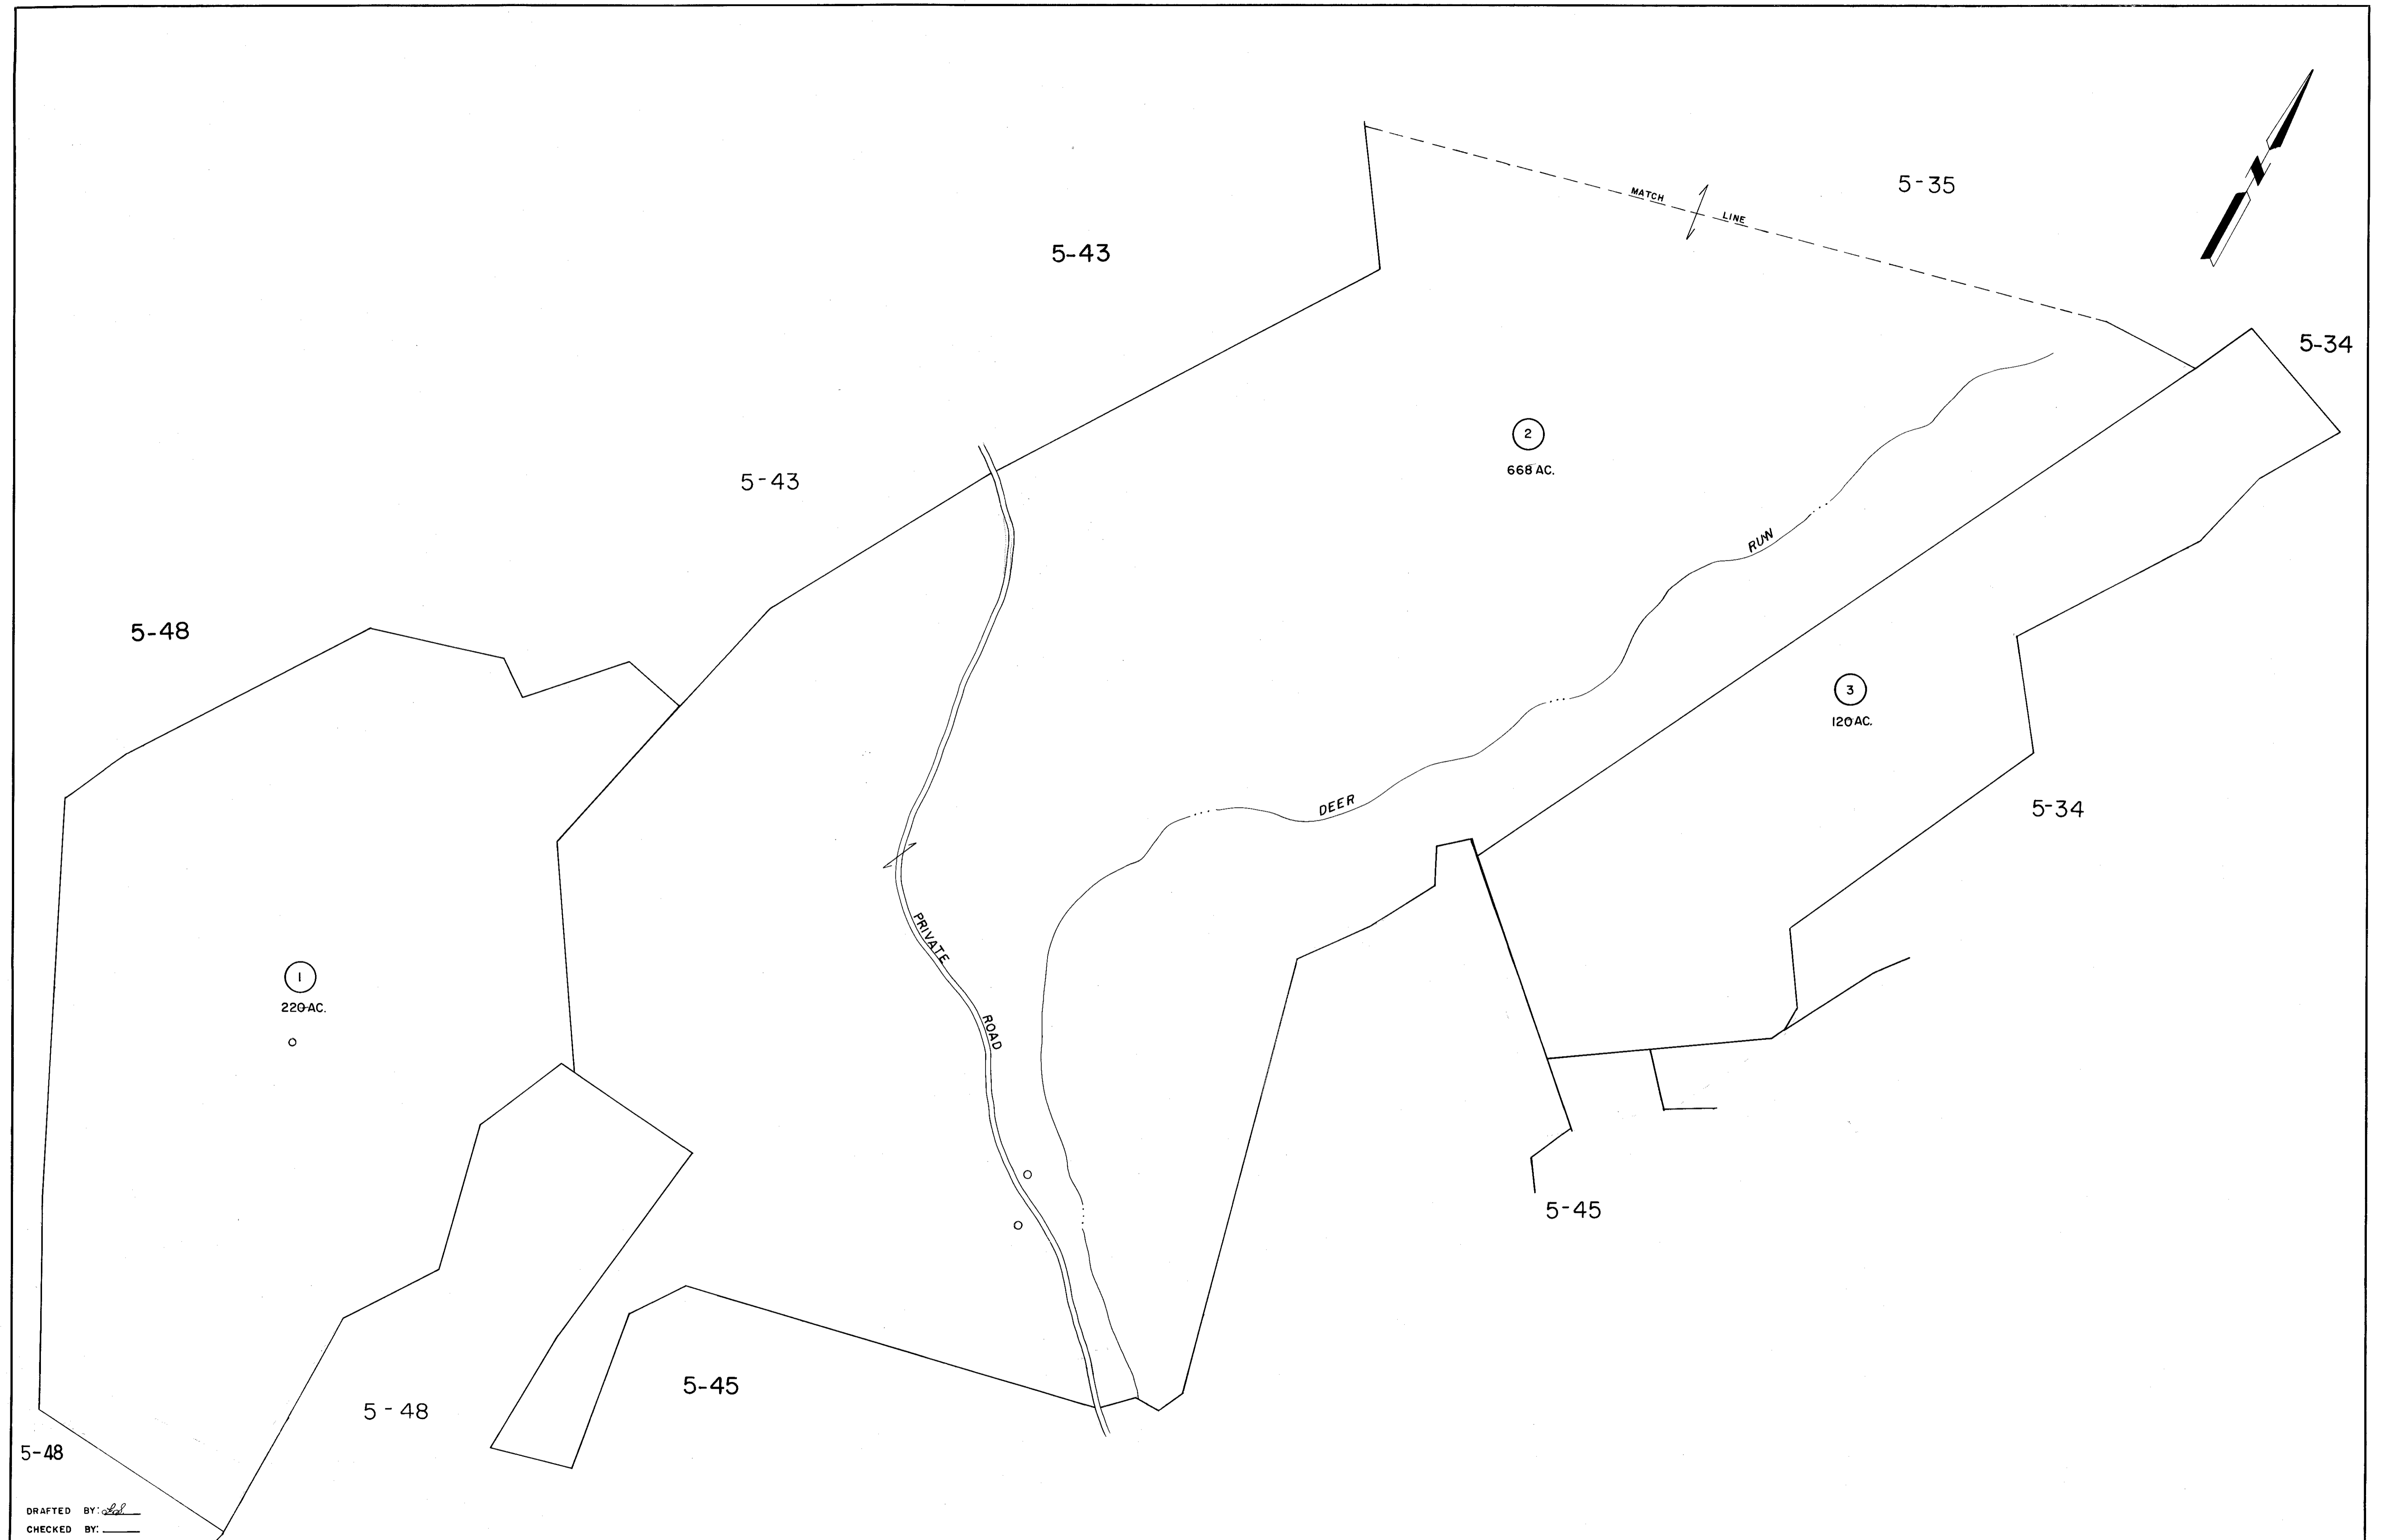 5-35
MATCH LINE
N
5-43
5-34
2
668 AC.
5-43
RUN
5-48
3
120 AC.
DEER
5-34
PRIVATE
1
220 AC.
ROAD
5-45
5-45
5-48
5-48
DRAFTED BY:
CHECKED BY: